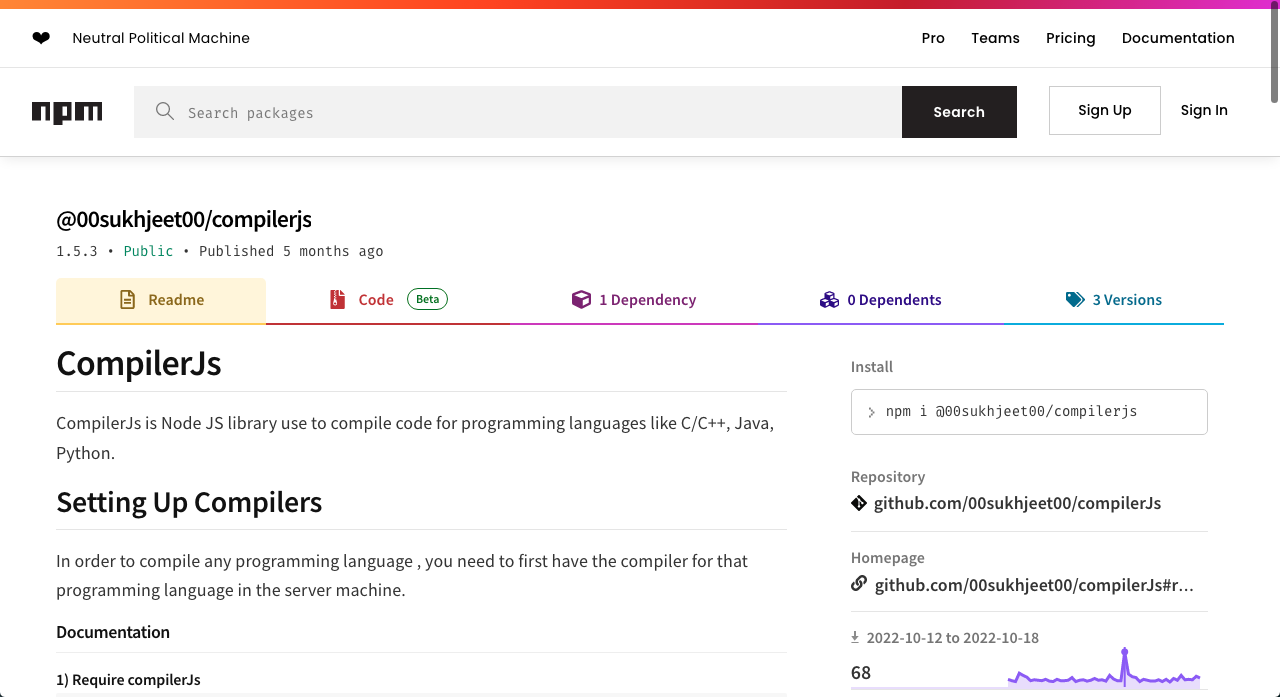 ❤ Neutral Political Machine
Pro Teams Pricing Documentation
npm Search packages Search Sign Up Sign In
@00sukhjeet00/compilerjs
1.5.3 • Public • Published 5 months ago
Readme Code Beta 1 Dependency 0 Dependents 3 Versions
CompilerJs
CompilerJs is Node JS library use to compile code for programming languages like C/C++, Java,
Python.
Setting Up Compilers
In order to compile any programming language , you need to first have the compiler for that
programming language in the server machine.
Documentation
1) Require compilerJs
Install
npm i @00sukhjeet00/compilerjs
Repository
github.com/00sukhjeet00/compilerJs
Homepage
github.com/00sukhjeet00/compilerJs#r...
2022-10-12 to 2022-10-18
68